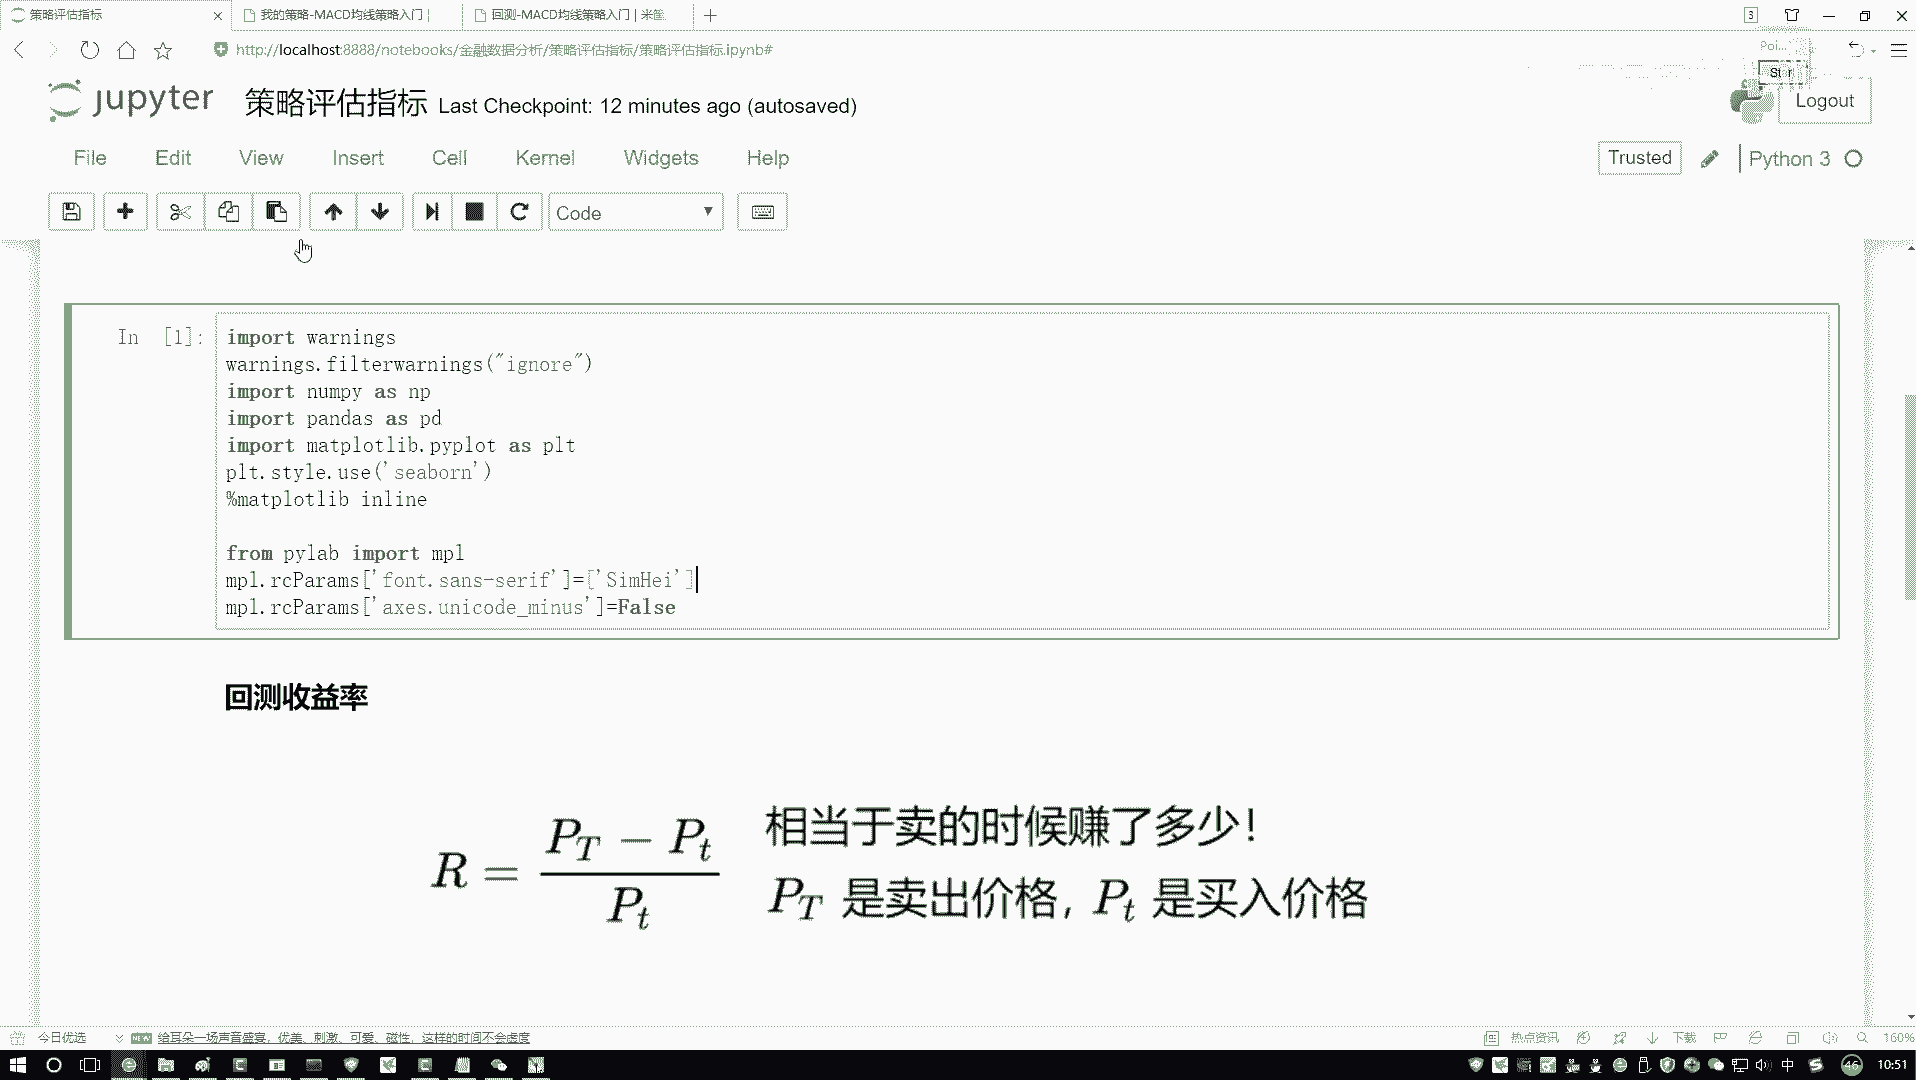 策略评估指标
我的策略-MACD均线策略入门 |
回测-MACD均线策略入门 | 米筐
3
http://localhost:8888/notebooks/金融数据分析/策略评估指标/策略评估指标.ipynb#
Poi...
jupyter
策略评估指标 Last Checkpoint: 12 minutes ago (autosaved)
Logout
File Edit View Insert Cell Kernel Widgets Help
Trusted
Python 3
Code
In [1]:
import warnings
warnings.filterwarnings("ignore")
import numpy as np
import pandas as pd
import matplotlib.pyplot as plt
plt.style.use('seaborn')
%matplotlib inline
from pylab import mpl
mpl.rcParams['font.sans-serif']=['SimHei']
mpl.rcParams['axes.unicode_minus']=False
回测收益率
R = (P_T − P_t) / P_t
相当于卖的时候赚了多少！
P_T 是卖出价格，P_t 是买入价格
今日优选
NEW 给耳朵一场声音盛宴，优美、刺激、可爱、磁性，这样的时间不会虚度
热点资讯
下载
160%
中
46
10:51